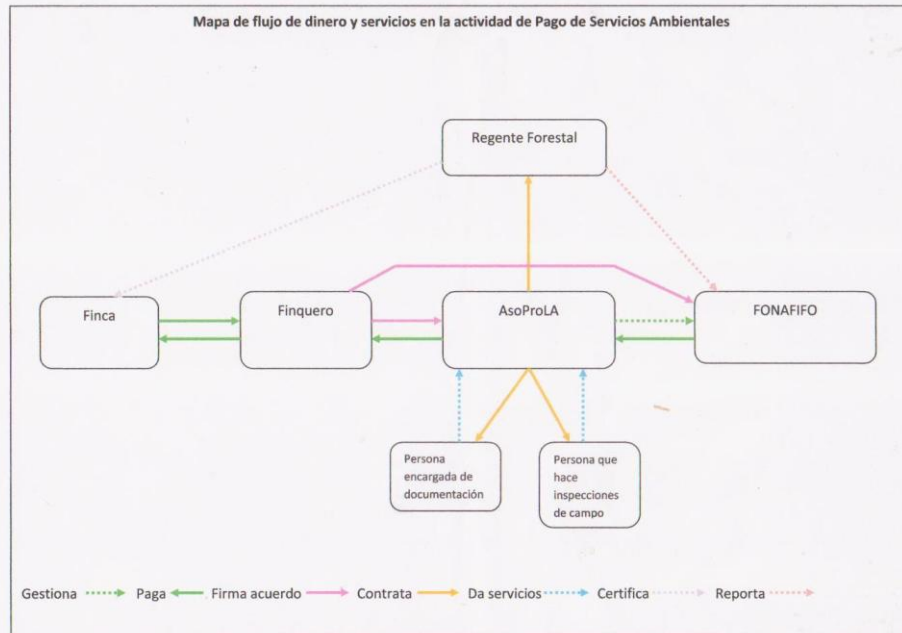 Mapa de flujo de dinero y servicios en la actividad de Pago de Servicios Ambientales
Regente Forestal
Finca
Finquero
AsoProLA
FONAFIFO
Persona
encargada de
documentación
Persona que
hace
inspecciones
de campo
Gestiona Paga Firma acuerdo Contrata Da servicios Certifica Reporta